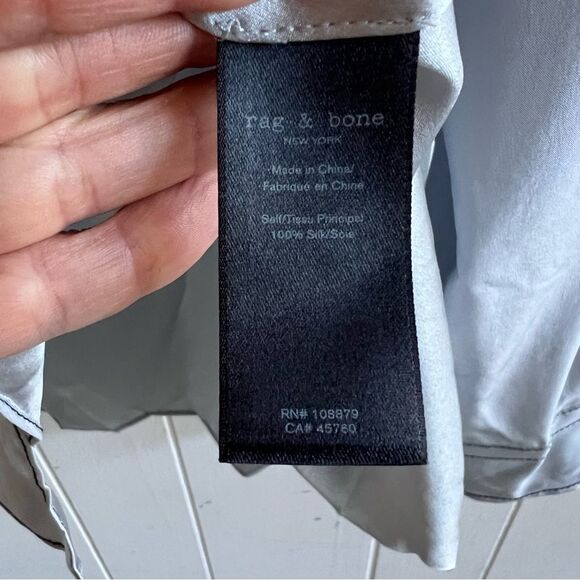 rag & bone
NEW YORK
Made in China/
Fabriqué en Chine
Self/Tissu Principel
100% Silk/Soie
RN# 108879
CA# 45760